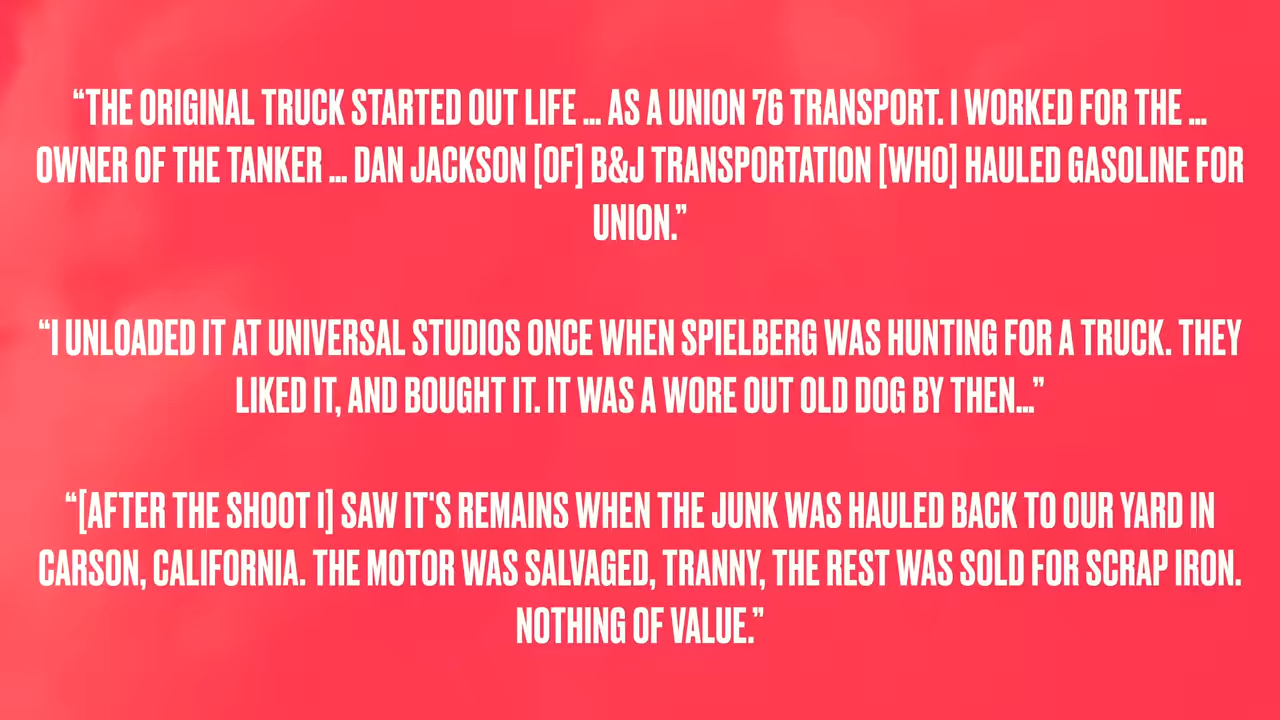 “THE ORIGINAL TRUCK STARTED OUT LIFE ... AS A UNION 76 TRANSPORT. I WORKED FOR THE ...
OWNER OF THE TANKER ... DAN JACKSON [OF] B&J TRANSPORTATION [WHO] HAULED GASOLINE FOR
UNION.”
“I UNLOADED IT AT UNIVERSAL STUDIOS ONCE WHEN SPIELBERG WAS HUNTING FOR A TRUCK. THEY
LIKED IT, AND BOUGHT IT. IT WAS A WORE OUT OLD DOG BY THEN...”
“[AFTER THE SHOOT I] SAW IT'S REMAINS WHEN THE JUNK WAS HAULED BACK TO OUR YARD IN
CARSON, CALIFORNIA. THE MOTOR WAS SALVAGED, TRANNY, THE REST WAS SOLD FOR SCRAP IRON.
NOTHING OF VALUE.”